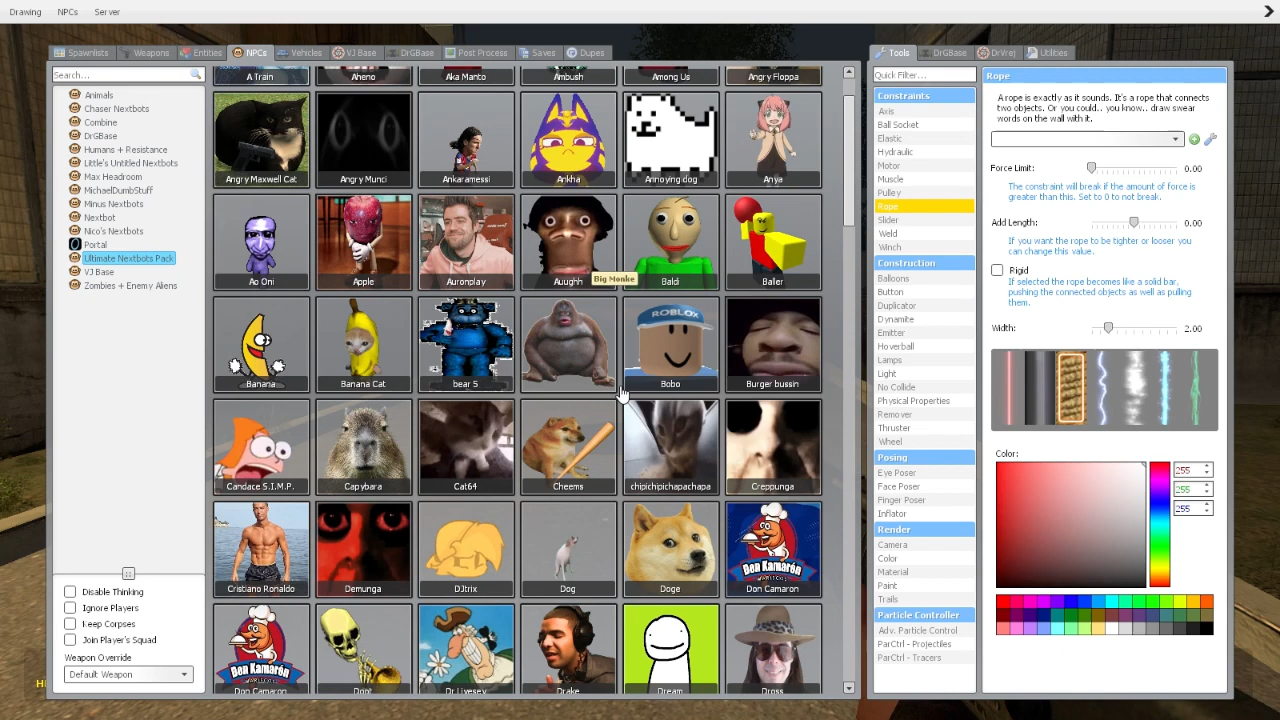 Drawing NPCs Server
Spawnlists Weapons Entities NPCs Vehicles VJ Base DrGBase Post Process Saves Dupes
Tools DrGBase DrVrej Utilities
Search...
Animals
Chaser Nextbots
Combine
DrGBase
Humans + Resistance
Little's Untitled Nextbots
Max Headroom
MichaelDumbStuff
Minus Nextbots
Nextbot
Nico's Nextbots
Portal
Ultimate Nextbots Pack
VJ Base
Zombies + Enemy Aliens
Disable Thinking
Ignore Players
Keep Corpses
Join Player's Squad
Weapon Override
Default Weapon
A Train Aheno Aka Manto Ambush Among Us Angry Floppa
Angry Maxwell Cat Angry Munci Ankaramessi Ankha Annoying dog Anya
Ao Oni Apple Auronplay Auughh Baldi Baller
Big Monke
ROBLOX
Banana Banana Cat bear 5 Bobo Burger bussin
Candace S.I.M.P. Capybara Cat64 Cheems chipichipichapachapa Creppunga
DON KAMARÓN
Cristiano Ronaldo Demunga DJtrix Dog Doge Don Camaron
DON KAMARÓN
Don Camaron Doot Dr Livesey Drake Dream Dross
Quick Filter...
Constraints
Axis
Ball Socket
Elastic
Hydraulic
Motor
Muscle
Pulley
Rope
Slider
Weld
Winch
Construction
Balloons
Button
Duplicator
Dynamite
Emitter
Hoverball
Lamps
Light
No Collide
Physical Properties
Remover
Thruster
Wheel
Posing
Eye Poser
Face Poser
Finger Poser
Inflator
Render
Camera
Color
Material
Paint
Trails
Particle Controller
Adv. Particle Control
ParCtrl - Projectiles
ParCtrl - Tracers
Rope
A rope is exactly as it sounds. It's a rope that connects
two objects. Or you could.. you know.. draw swear
words on the wall with it.
Force Limit: 0.00
The constraint will break if the amount of force is
greater than this. Set to 0 to not break.
Add Length: 0.00
If you want the rope to be tighter or looser you
can change this value.
Rigid
If selected the rope becomes like a solid bar,
pushing the connected objects as well as pulling
them.
Width: 2.00
Color:
255
255
255